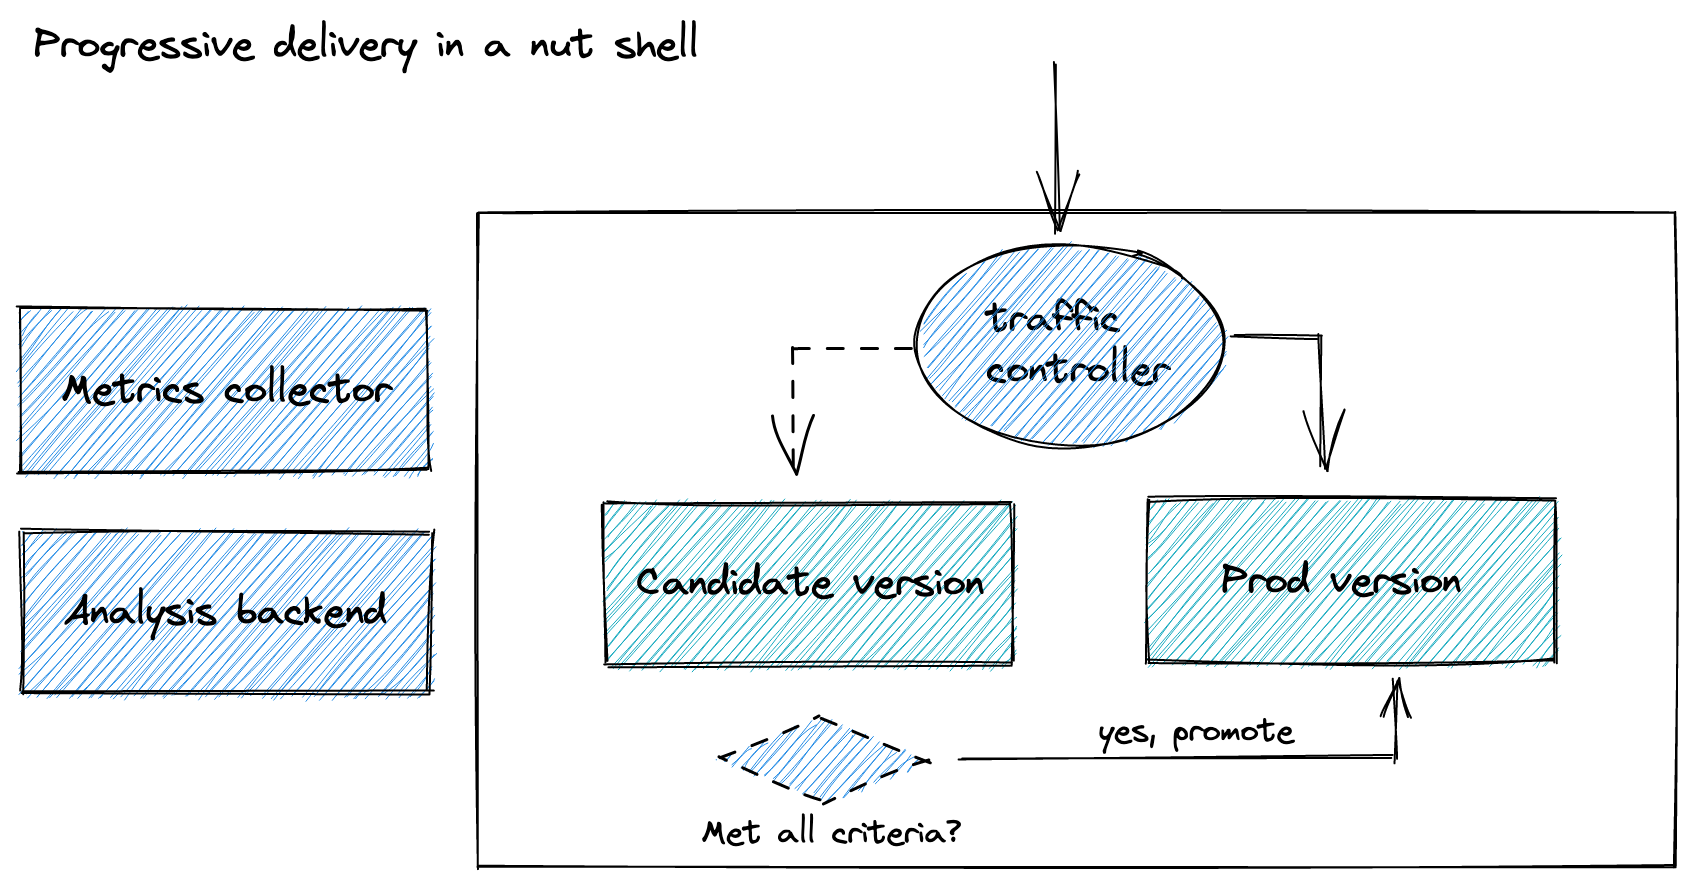 Progressive delivery in a nut shell
traffic
controller
Metrics collector
Analysis backend
Candidate version
Prod version
yes, promote
Met all criteria?